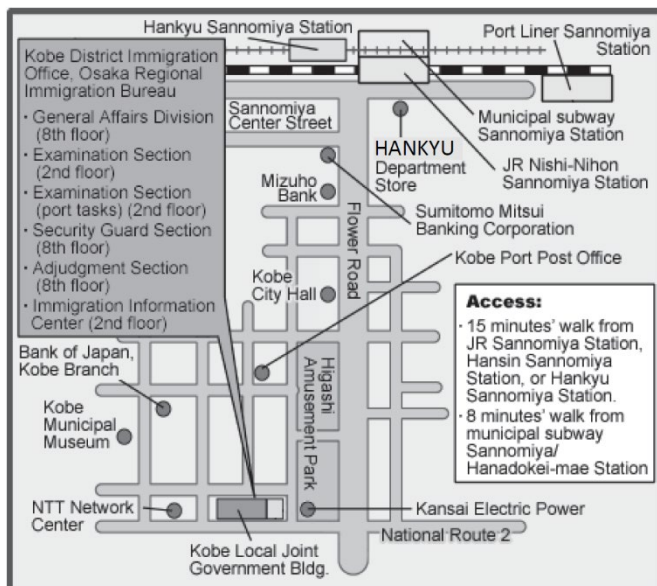 Hankyu Sannomiya Station
Port Liner Sannomiya
Station
Kobe District Immigration
Office, Osaka Regional
Immigration Bureau
· General Affairs Division
(8th floor)
· Examination Section
(2nd floor)
· Examination Section
(port tasks) (2nd floor)
· Security Guard Section
(8th floor)
· Adjudgment Section
(8th floor)
· Immigration Information
Center (2nd floor)
Sannomiya
Center Street
HANKYU
Department
Store
Municipal subway
Sannomiya Station
JR Nishi-Nihon
Sannomiya Station
Mizuho
Bank
Flower Road
Sumitomo Mitsui
Banking Corporation
Kobe Port Post Office
Kobe
City Hall
Access:
· 15 minutes' walk from
JR Sannomiya Station,
Hansin Sannomiya
Station, or Hankyu
Sannomiya Station.
· 8 minutes' walk from
municipal subway
Sannomiya/
Hanadokei-mae Station
Bank of Japan,
Kobe Branch
Higashi
Amusement Park
Kobe
Municipal
Museum
NTT Network
Center
Kansai Electric Power
National Route 2
Kobe Local Joint
Government Bldg.